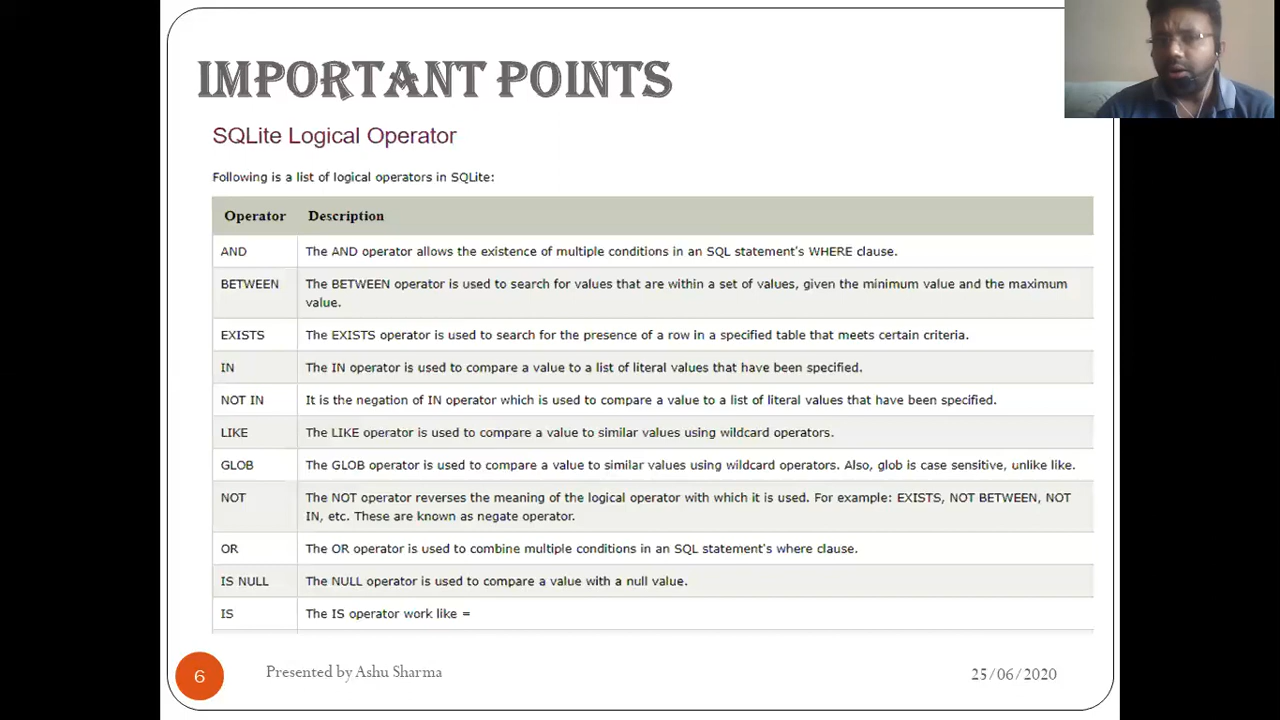 IMPORTANT POINTS
SQLite Logical Operator
Following is a list of logical operators in SQLite:
Operator Description
AND The AND operator allows the existence of multiple conditions in an SQL statement's WHERE clause.
BETWEEN The BETWEEN operator is used to search for values that are within a set of values, given the minimum value and the maximum
value.
EXISTS The EXISTS operator is used to search for the presence of a row in a specified table that meets certain criteria.
IN The IN operator is used to compare a value to a list of literal values that have been specified.
NOT IN It is the negation of IN operator which is used to compare a value to a list of literal values that have been specified.
LIKE The LIKE operator is used to compare a value to similar values using wildcard operators.
GLOB The GLOB operator is used to compare a value to similar values using wildcard operators. Also, glob is case sensitive, unlike like.
NOT The NOT operator reverses the meaning of the logical operator with which it is used. For example: EXISTS, NOT BETWEEN, NOT
IN, etc. These are known as negate operator.
OR The OR operator is used to combine multiple conditions in an SQL statement's where clause.
IS NULL The NULL operator is used to compare a value with a null value.
IS The IS operator work like =
6 Presented by Ashu Sharma 25/06/2020